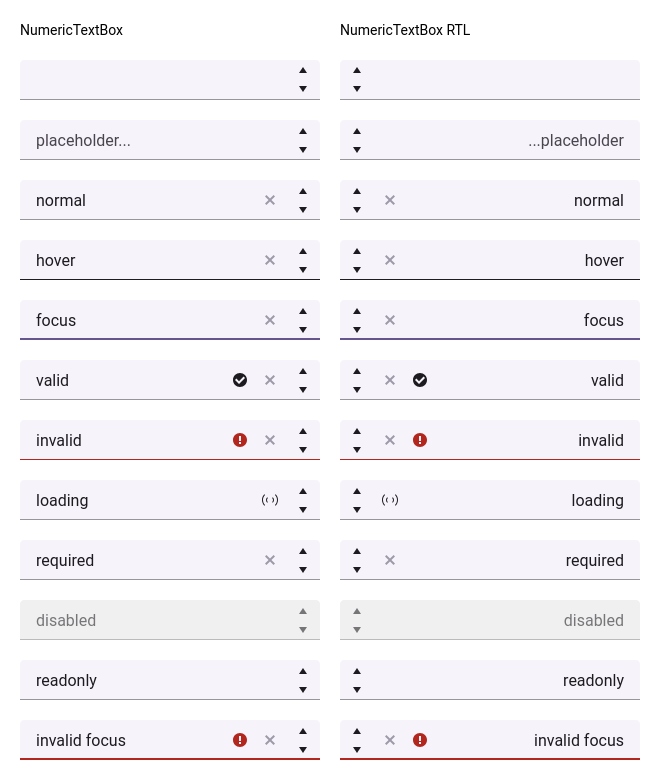 NumericTextBox
NumericTextBox RTL
placeholder...
...placeholder
normal
normal
hover
hover
focus
focus
valid
valid
invalid
invalid
loading
loading
required
required
disabled
disabled
readonly
readonly
invalid focus
invalid focus